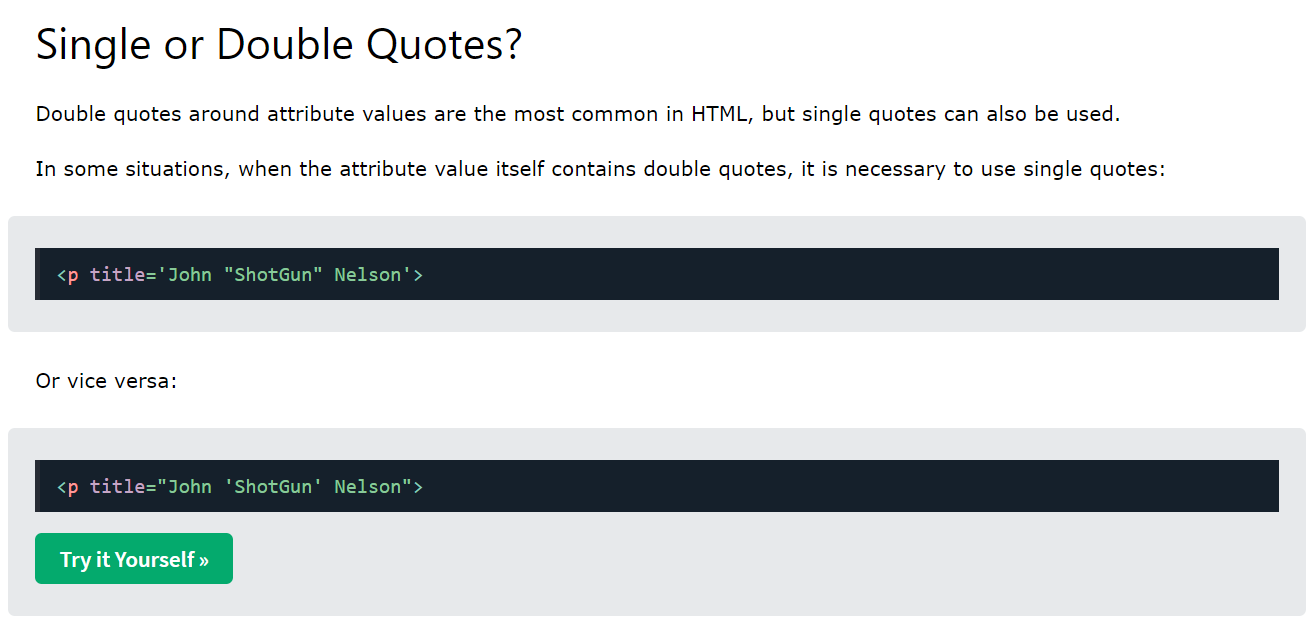 Single or Double Quotes?
Double quotes around attribute values are the most common in HTML, but single quotes can also be used.
In some situations, when the attribute value itself contains double quotes, it is necessary to use single quotes:
<p title='John "ShotGun" Nelson'>
Or vice versa:
<p title="John 'ShotGun' Nelson">
Try it Yourself »